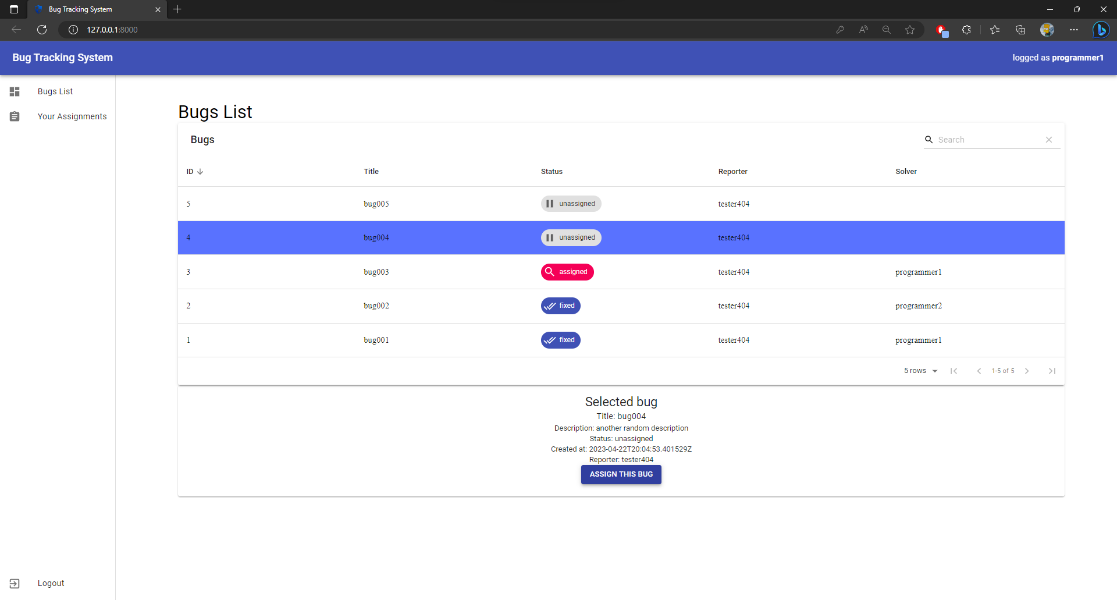 Bug Tracking System
127.0.0.1:8000
Bug Tracking System
logged as programmer1
Bugs List
Your Assignments
Bugs List
Bugs
Search
ID Title Status Reporter Solver
5 bug005 unassigned tester404
4 bug004 unassigned tester404
3 bug003 assigned tester404 programmer1
2 bug002 fixed tester404 programmer2
1 bug001 fixed tester404 programmer1
5 rows 1-5 of 5
Selected bug
Title: bug004
Description: another random description
Status: unassigned
Created at: 2023-04-22T20:04:53.401529Z
Reporter: tester404
ASSIGN THIS BUG
Logout